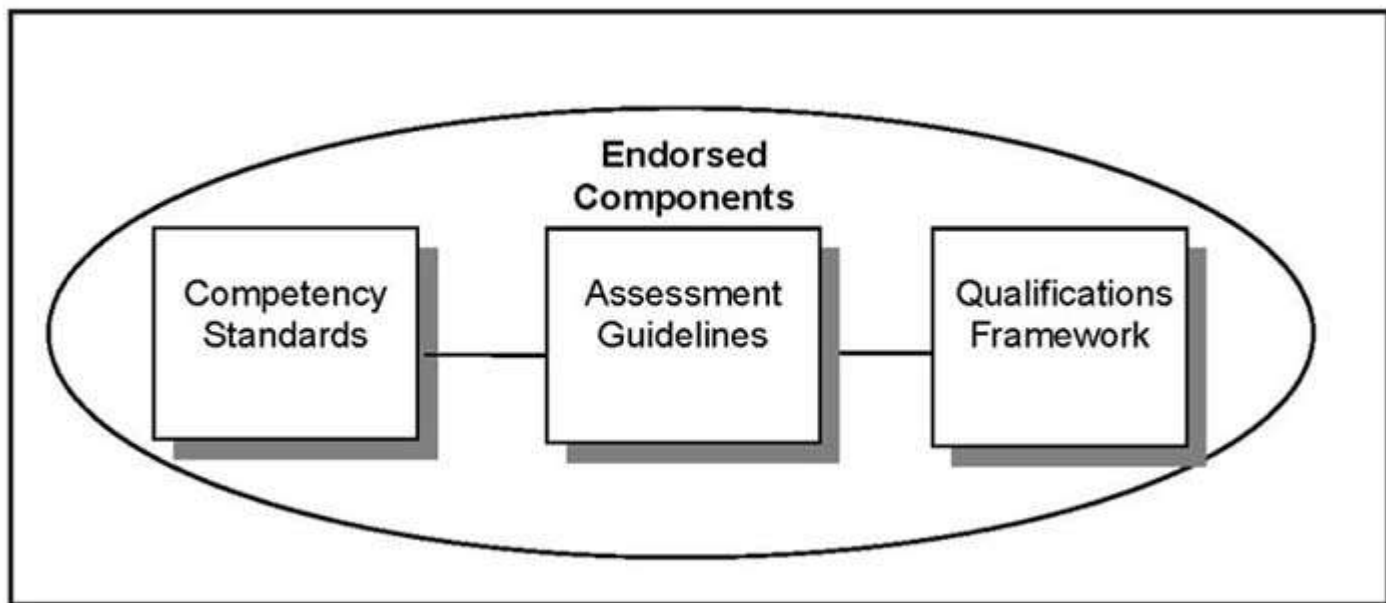 Endorsed
Components
Competency
Standards
Assessment
Guidelines
Qualifications
Framework